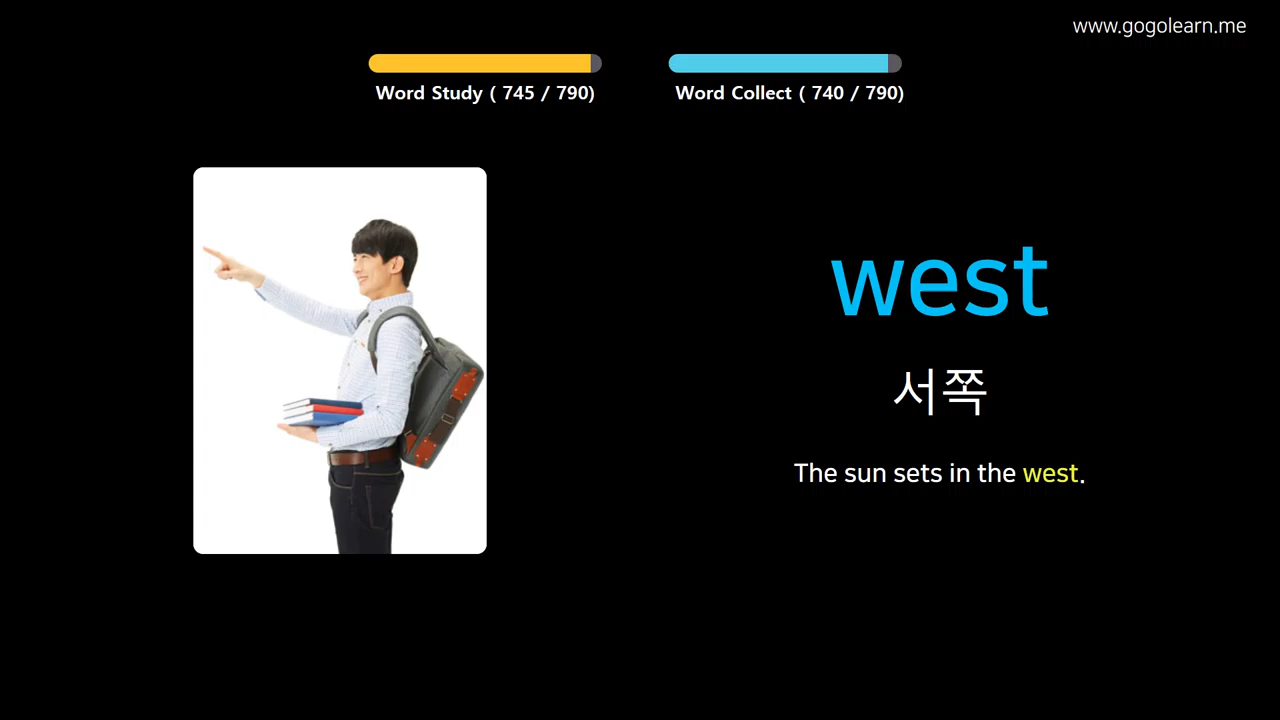 www.gogolearn.me
Word Study ( 745 / 790)
Word Collect ( 740 / 790)
west
서쪽
The sun sets in the west.